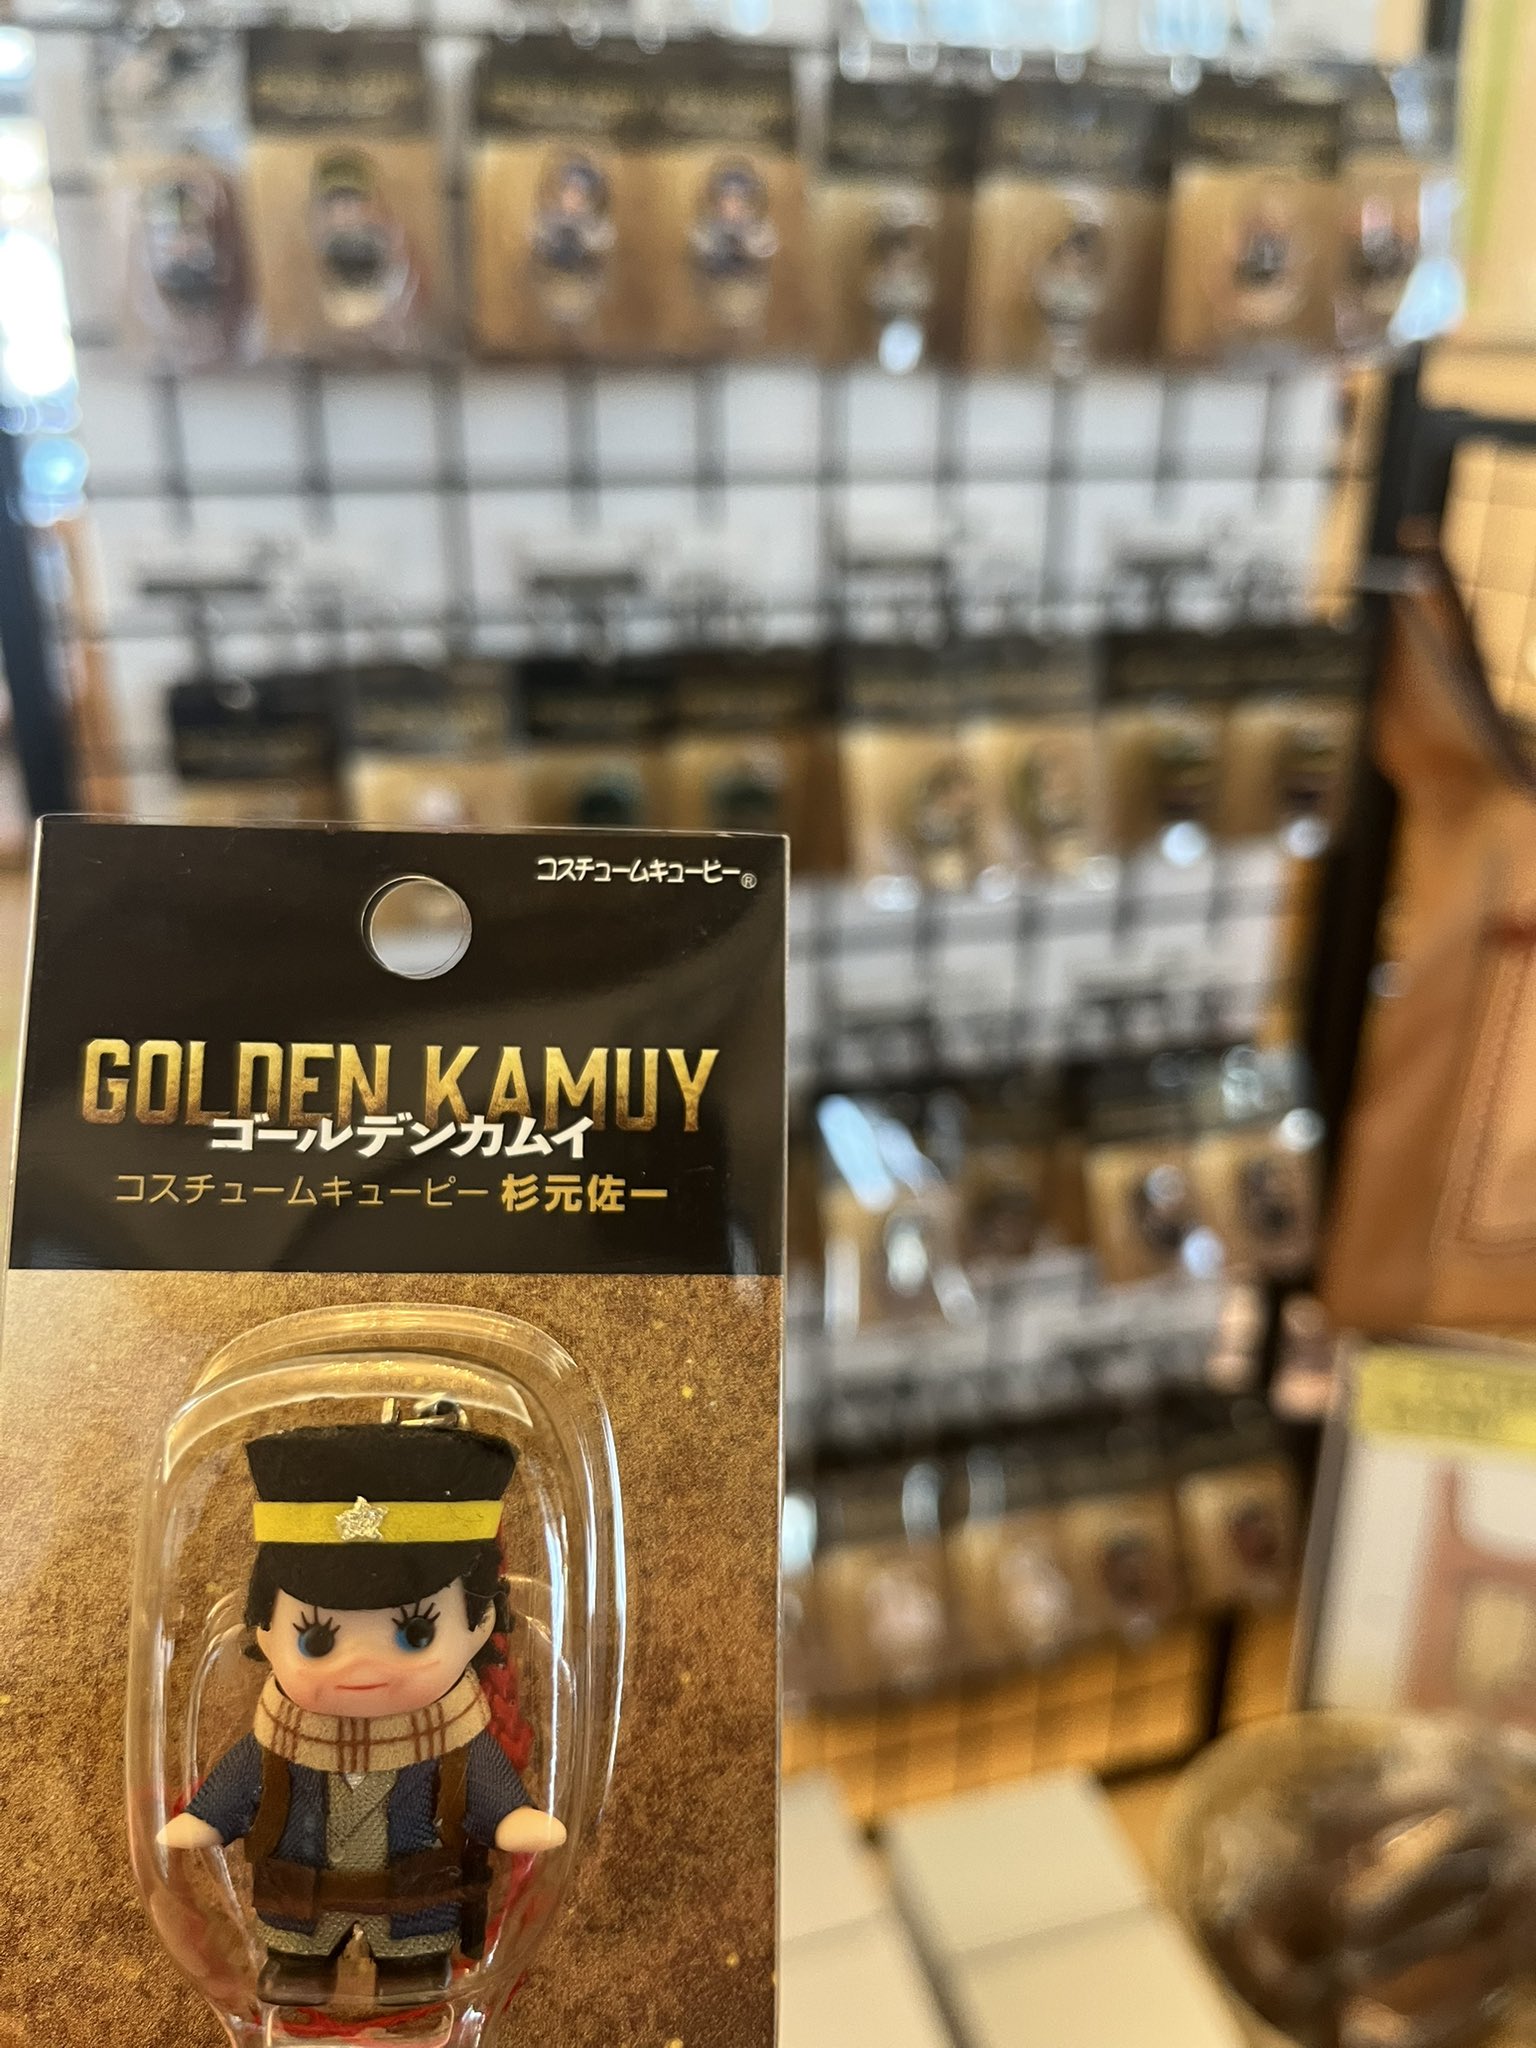 コスチュームキューピー®
GOLDEN KAMUY
ゴールデンカムイ
コスチュームキューピー 杉元佐一